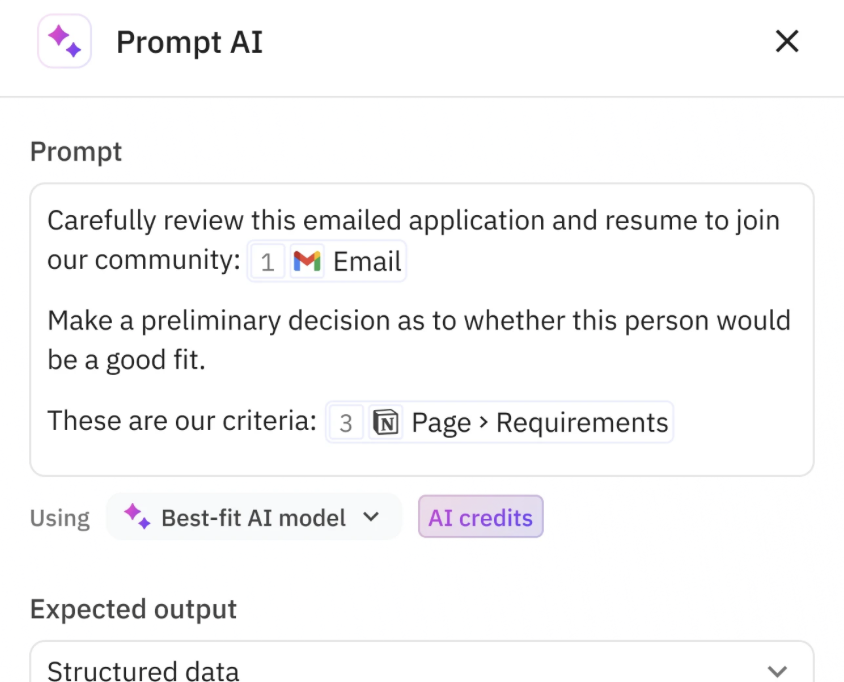 Prompt AI
Prompt
Carefully review this emailed application and resume to join
our community: 1 Email
Make a preliminary decision as to whether this person would
be a good fit.
These are our criteria: 3 Page > Requirements
Using Best-fit AI model AI credits
Expected output
Structured data